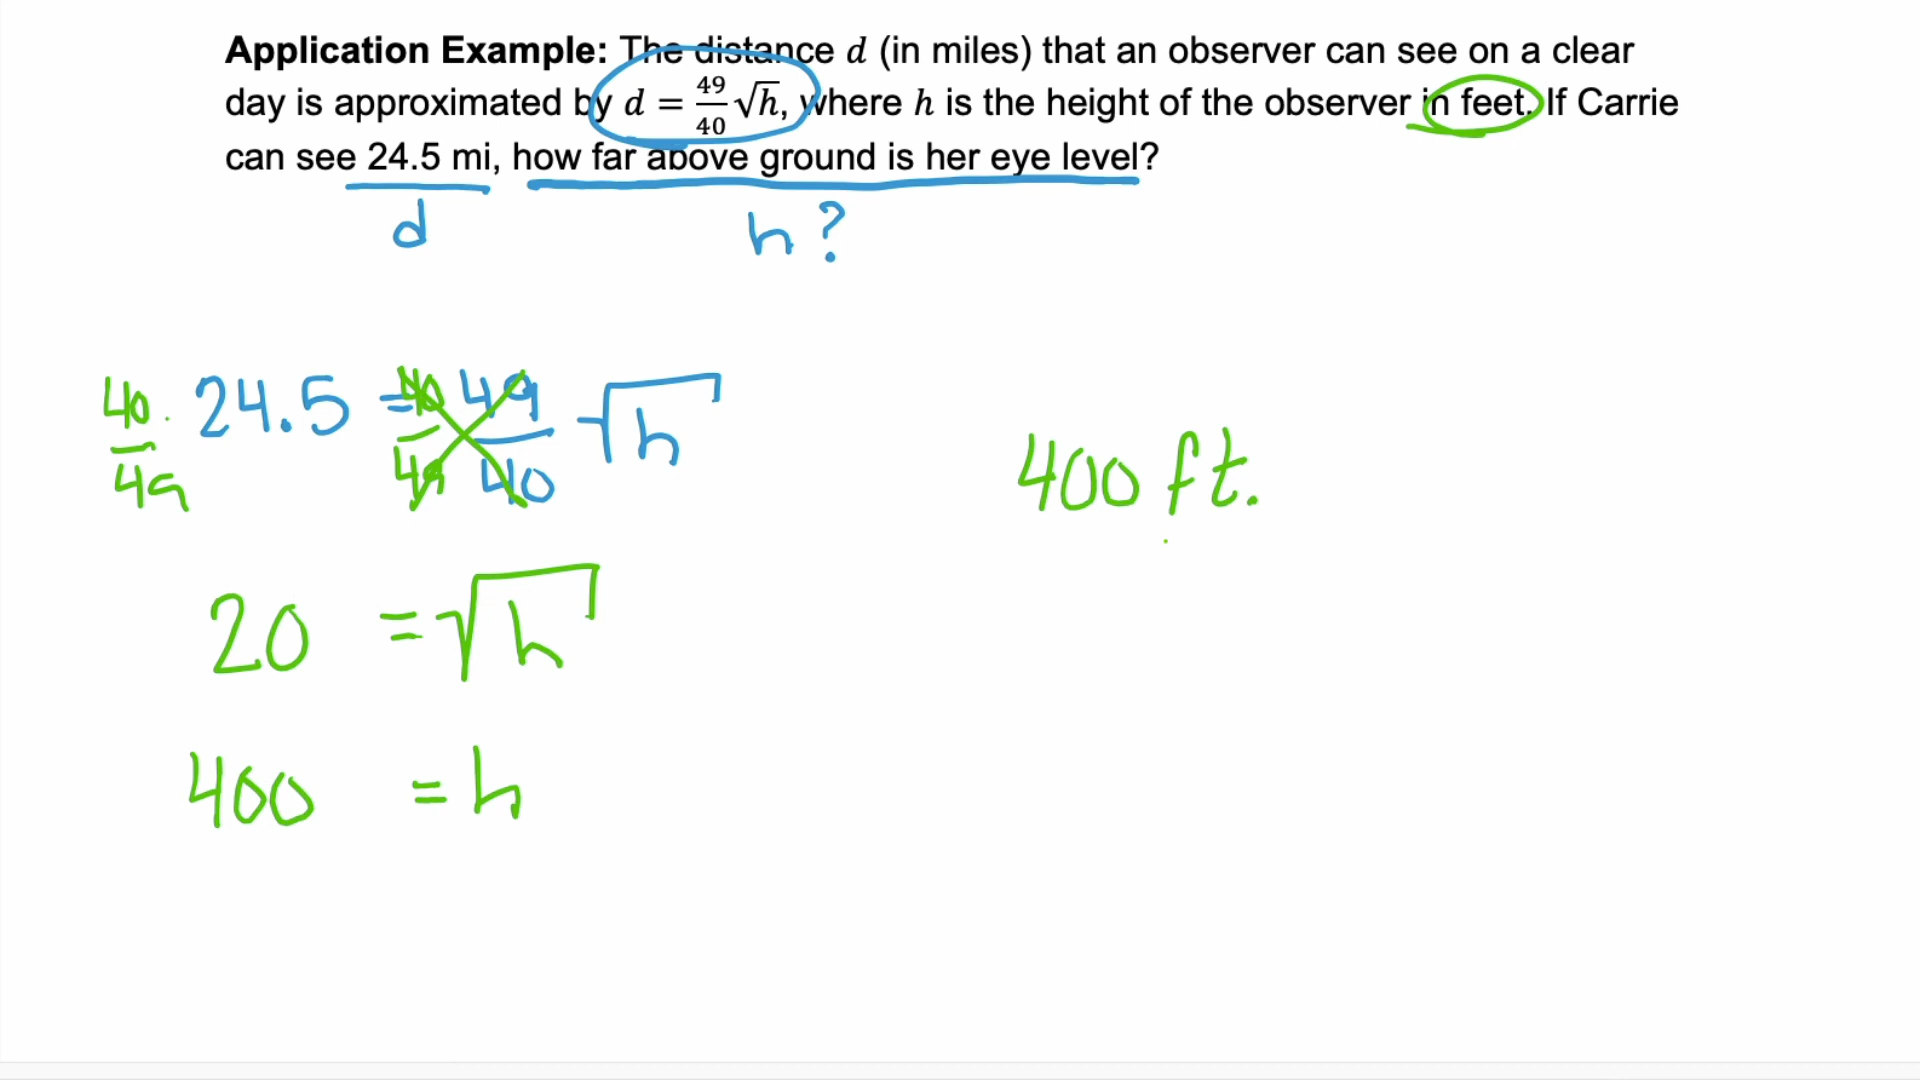 Application Example: The distance d (in miles) that an observer can see on a clear
day is approximated by d = 49/40 √h, where h is the height of the observer in feet. If Carrie
can see 24.5 mi, how far above ground is her eye level?
d h?
40/49 · 24.5 = 40/49 49/40 √h
400 ft.
20 = √h
400 = h